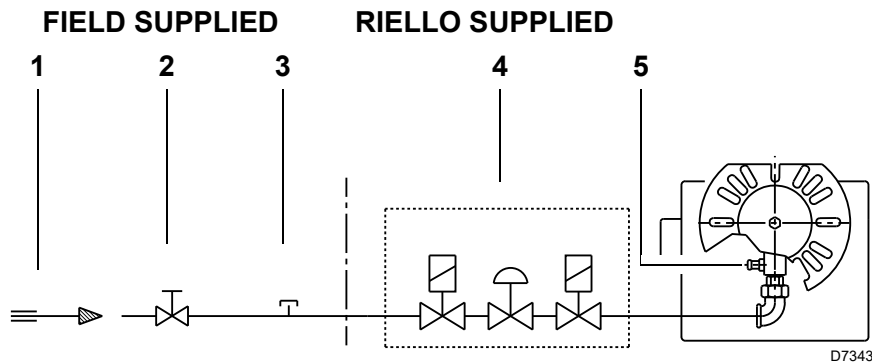 FIELD SUPPLIED RIELLO SUPPLIED
1 2 3 4 5
D7343